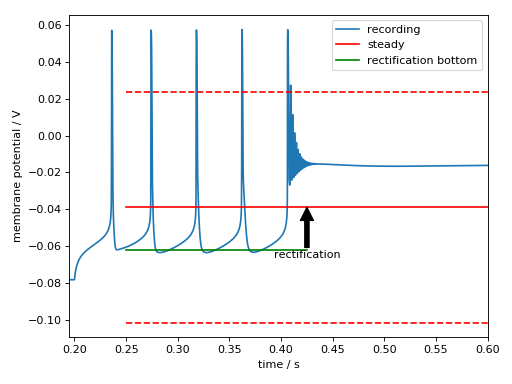 0.06
0.04
0.02
0.00
−0.02
−0.04
−0.06
−0.08
−0.10
membrane potential / V
recording
steady
rectification bottom
rectification
0.20 0.25 0.30 0.35 0.40 0.45 0.50 0.55 0.60
time / s